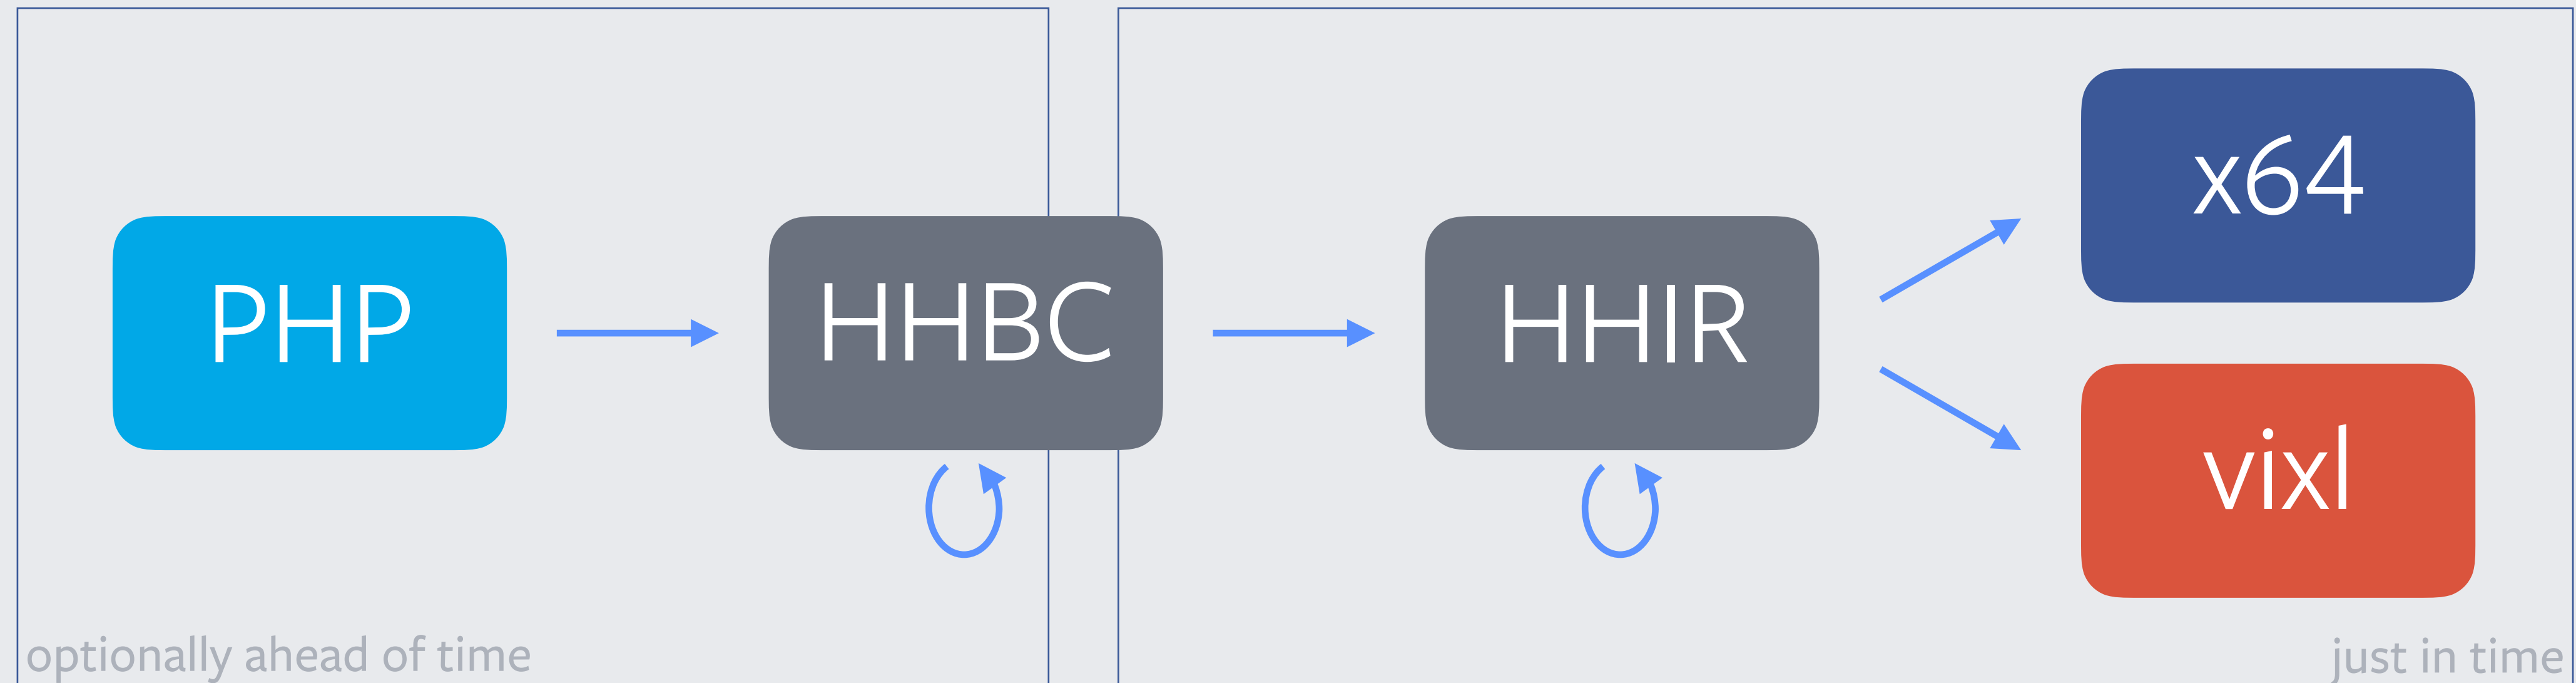 PHP
HHBC
HHIR
x64
vixl
optionally ahead of time
just in time